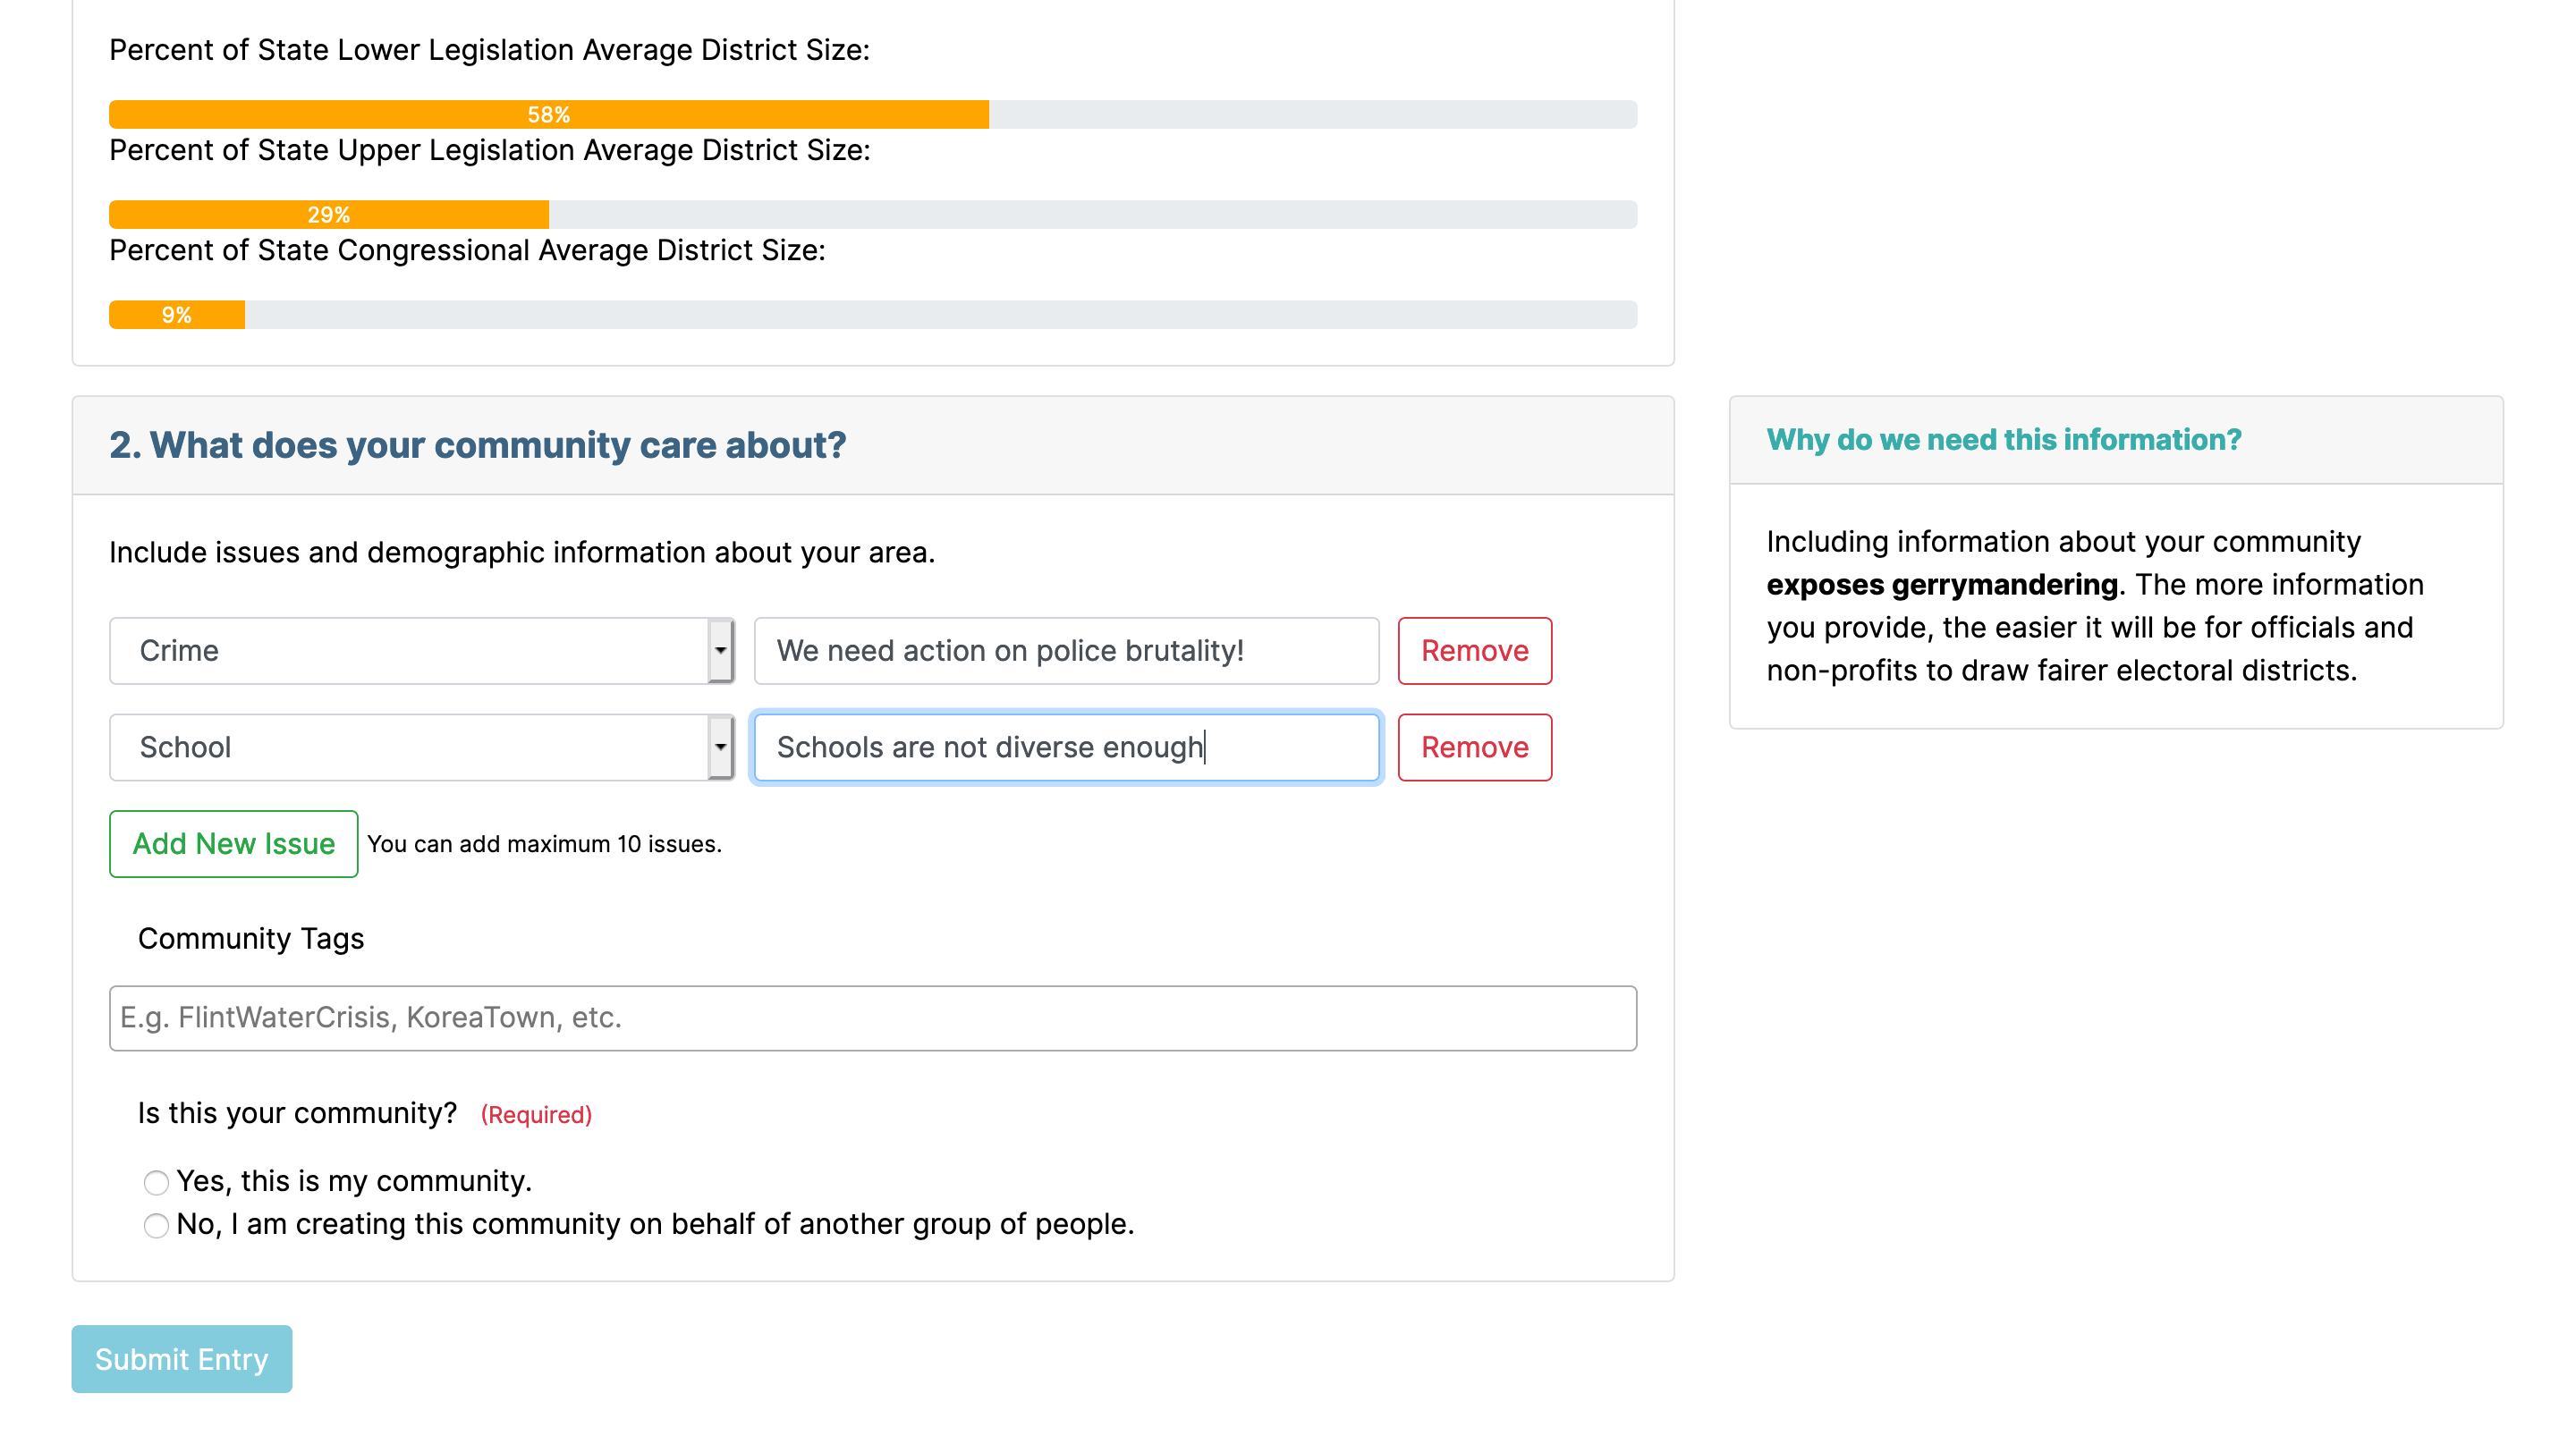 Percent of State Lower Legislation Average District Size:
58%
Percent of State Upper Legislation Average District Size:
29%
Percent of State Congressional Average District Size:
9%
2. What does your community care about?
Include issues and demographic information about your area.
Crime
We need action on police brutality!
Remove
School
Schools are not diverse enough
Remove
Add New Issue
You can add maximum 10 issues.
Community Tags
E.g. FlintWaterCrisis, KoreaTown, etc.
Is this your community? (Required)
Yes, this is my community.
No, I am creating this community on behalf of another group of people.
Submit Entry
Why do we need this information?
Including information about your community
exposes gerrymandering. The more information
you provide, the easier it will be for officials and
non-profits to draw fairer electoral districts.